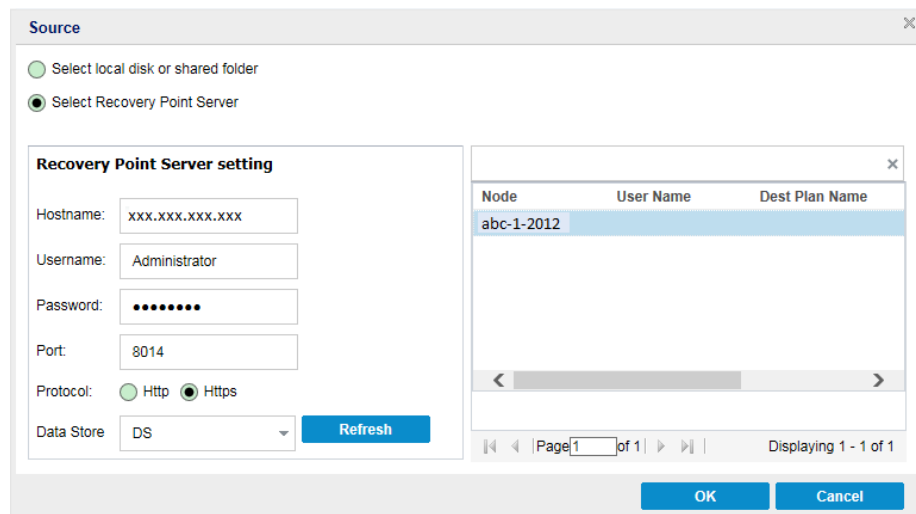 Source
Select local disk or shared folder
Select Recovery Point Server
Recovery Point Server setting
Hostname: xxx.xxx.xxx.xxx
Username: Administrator
Password: ••••••••
Port: 8014
Protocol: Http Https
Data Store DS Refresh
Node User Name Dest Plan Name
abc-1-2012
Page 1 of 1 Displaying 1 - 1 of 1
OK Cancel